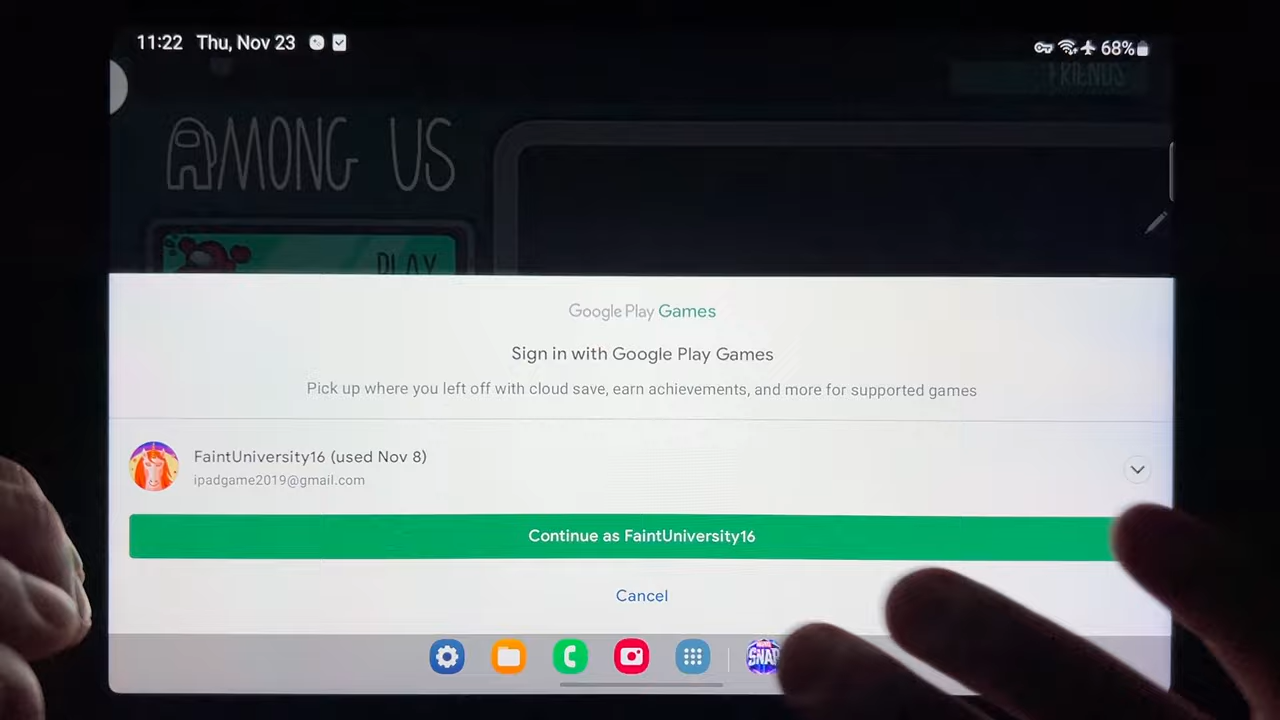 11:22 Thu, Nov 23
68%
FRIENDS
AMONG US
PLAY
Google Play Games
Sign in with Google Play Games
Pick up where you left off with cloud save, earn achievements, and more for supported games
FaintUniversity16 (used Nov 8)
ipadgame2019@gmail.com
Continue as FaintUniversity16
Cancel
SNAP